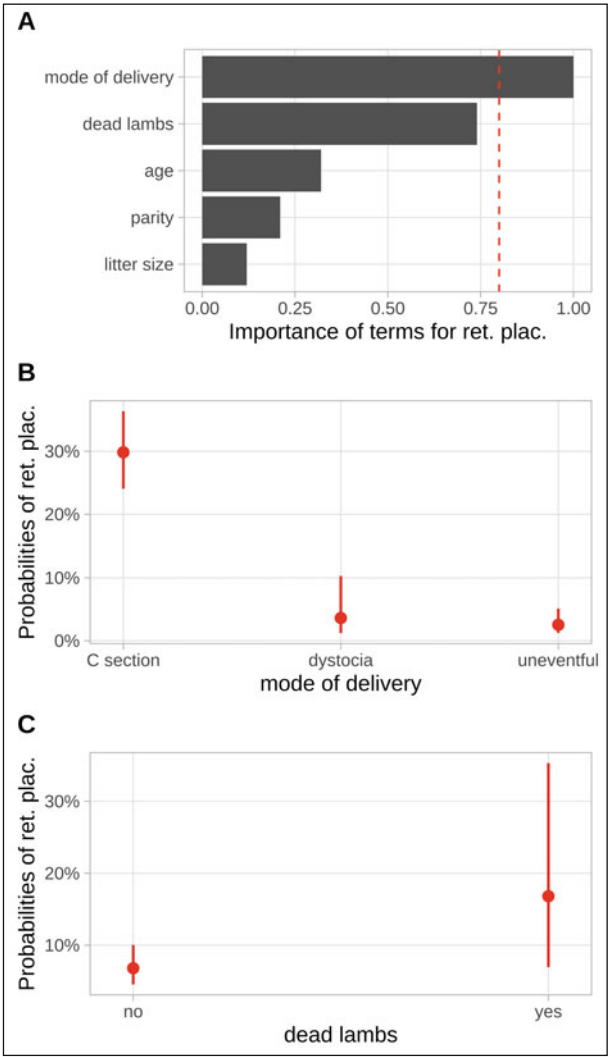 A
mode of delivery
dead lambs
age
parity
litter size
0.00 0.25 0.50 0.75 1.00
Importance of terms for ret. plac.
B
Probabilities of ret. plac.
30%
20%
10%
0%
C section dystocia uneventful
mode of delivery
C
Probabilities of ret. plac.
30%
20%
10%
no yes
dead lambs